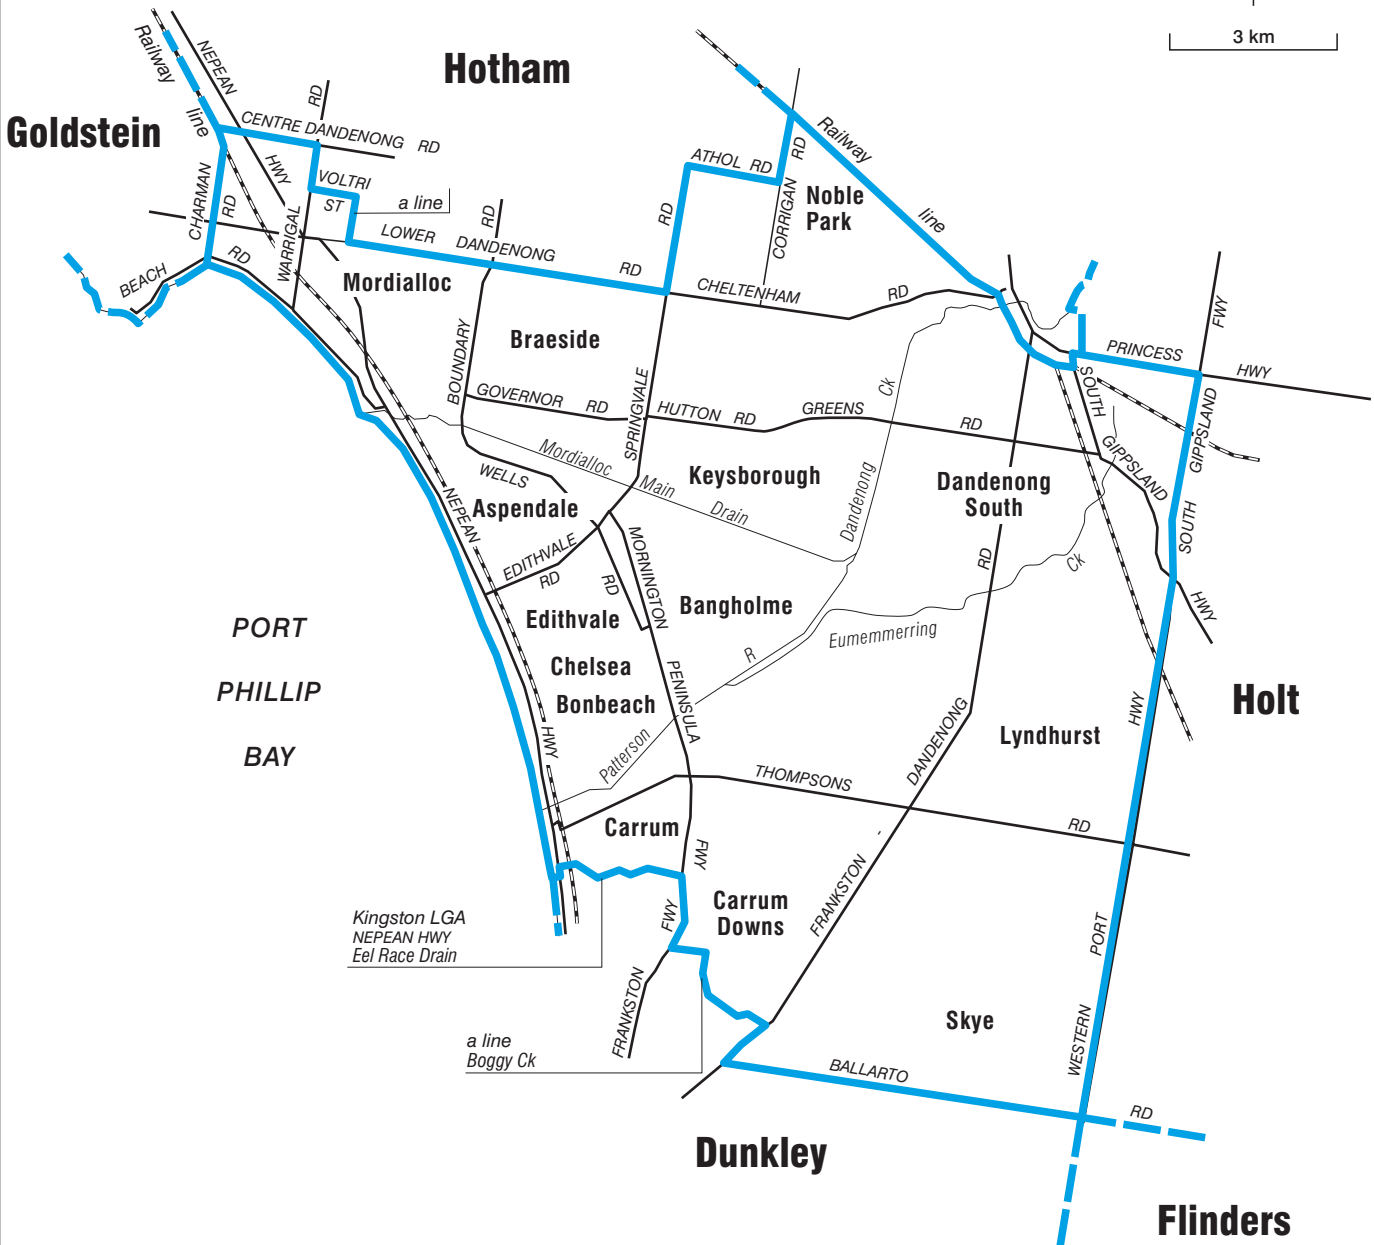 3 km
Hotham
Goldstein
Railway
line
NEPEAN
HWY
RD
CENTRE DANDENONG RD
VOLTRI
ST
a line
CHARMAN
RD
WARRIGAL
LOWER DANDENONG RD
RD
BEACH
RD
Mordialloc
ATHOL RD
RD
CORRIGAN
RD
Noble
Park
Railway
line
CHELTENHAM RD
FWY
PRINCESS
HWY
Braeside
BOUNDARY
GOVERNOR RD
SPRINGVALE
HUTTON RD
GREENS
RD
Ck
Dandenong
SOUTH
GIPPSLAND
HWY
SOUTH
GIPPSLAND
Mordialloc
Main
Drain
Keysborough
Dandenong
South
WELLS
RD
Aspendale
NEPEAN
HWY
EDITHVALE
RD
MORNINGTON
PENINSULA
FWY
Bangholme
RD
Ck
Eumemmerring
Edithvale
R
Patterson
Chelsea
Bonbeach
PORT
PHILLIP
BAY
Holt
HWY
Lyndhurst
DANDENONG
-
FRANKSTON
THOMPSONS
RD
Carrum
Carrum
Downs
FWY
FRANKSTON
Kingston LGA
NEPEAN HWY
Eel Race Drain
PORT
WESTERN
Skye
a line
Boggy Ck
BALLARTO
RD
Dunkley
Flinders